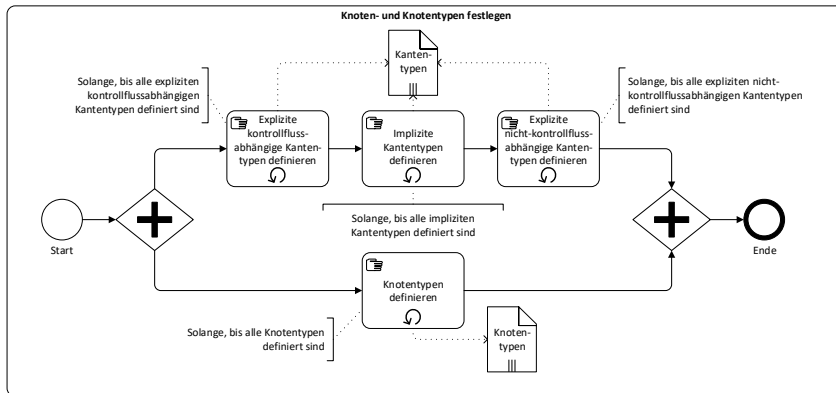 Knoten- und Knotentypen festlegen
Kanten-
typen
Solange, bis alle expliziten
kontrollflussabhängigen
Kantentypen definiert sind
Solange, bis alle expliziten nicht-
kontrollflussabhängigen Kantentypen
definiert sind
Explizite
kontrollfluss-
abhängige Kanten-
typen definieren
Implizite
Kantentypen
definieren
Explizite
nicht-kontrollfluss-
abhängige Kanten-
typen definieren
Solange, bis alle impliziten
Kantentypen definiert sind
Start
Ende
Knotentypen
definieren
Solange, bis alle Knotentypen
definiert sind
Knoten-
typen